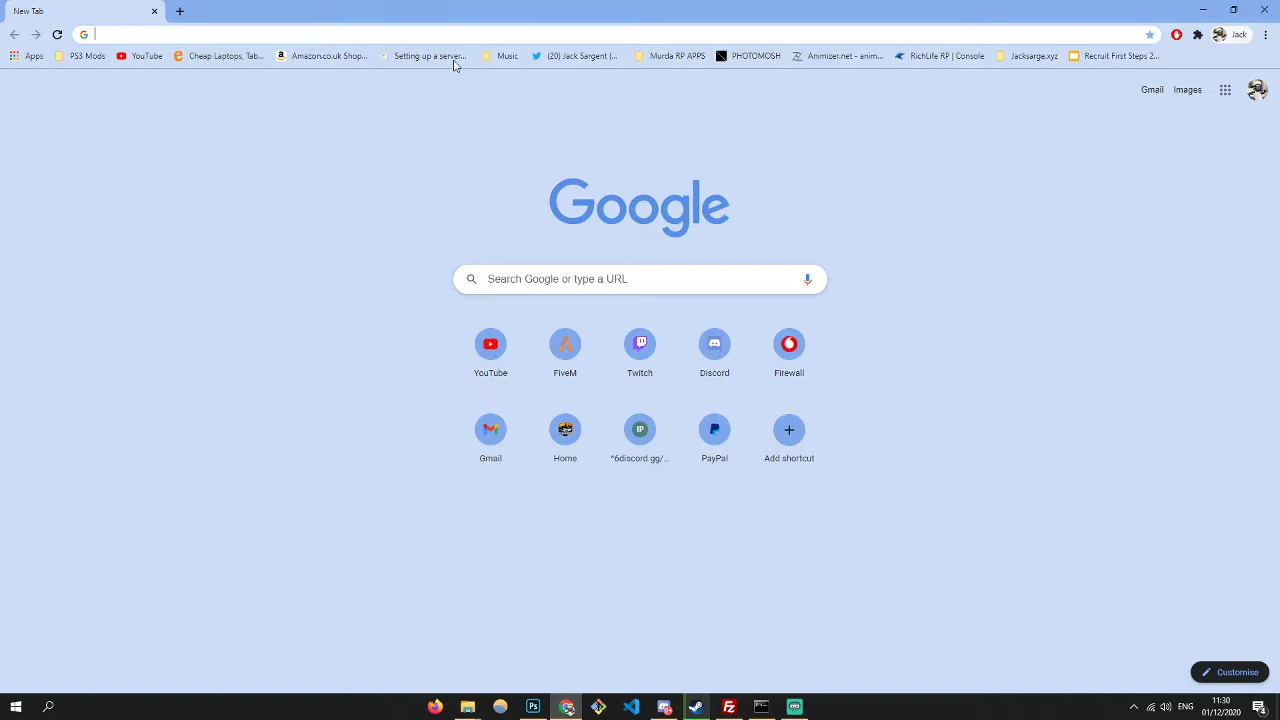 New Tab
Apps PS3 Mods YouTube Cheap Laptops, Tab... Amazon.co.uk Shop... Setting up a server... Music (20) Jack Sargent (... Murda RP APPS PHOTOMOSH Animizer.net - anim... RichLife RP | Console Jacksarge.xyz Recruit First Steps 2...
Jack
Gmail Images
Google
Search Google or type a URL
YouTube FiveM Twitch Discord Firewall
IP
Gmail Home ^6discord.gg/... PayPal Add shortcut
Customise
ENG
11:30
01/12/2020